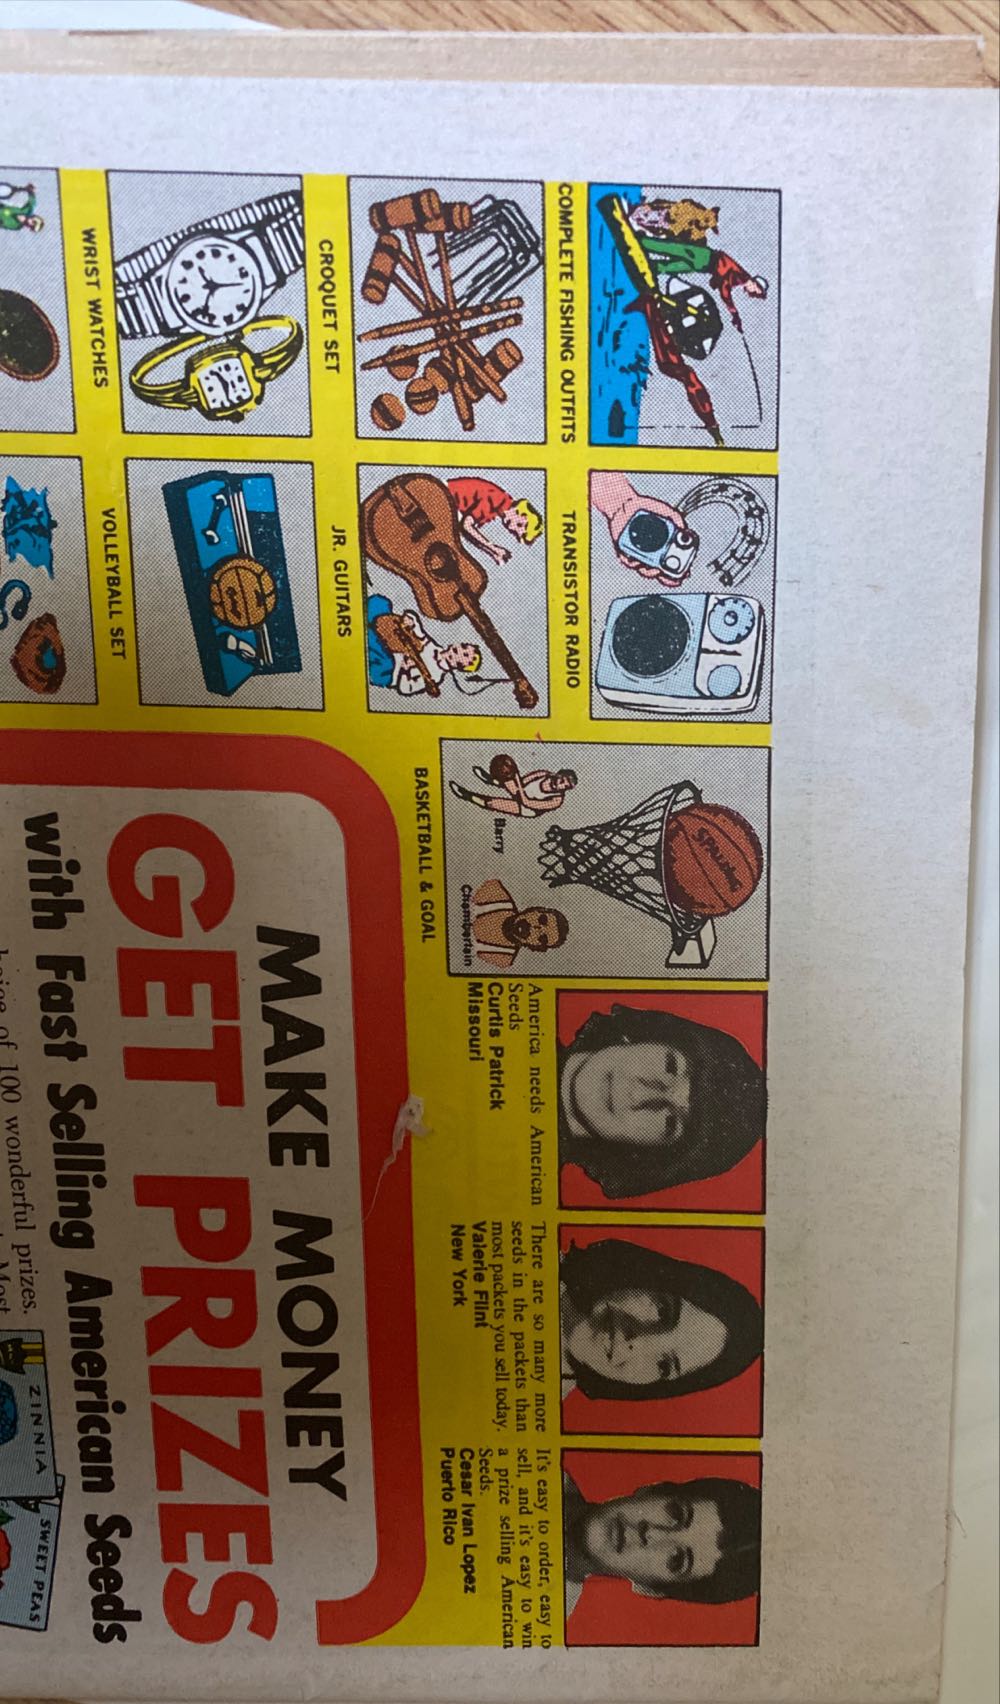 COMPLETE FISHING OUTFITS
TRANSISTOR RADIO
SPALDING
Barry
Chamberlain
BASKETBALL & GOAL
CROQUET SET
JR. GUITARS
WRIST WATCHES
VOLLEYBALL SET
America needs American
Seeds
Curtis Patrick
Missouri
There are so many more
seeds in the packets than
most packets you sell today.
Valerie Flint
New York
It's easy to order, easy to
sell, and it's easy to win
a prize selling American
Seeds.
Cesar Ivan Lopez
Puerto Rico
MAKE MONEY
GET PRIZES
with Fast Selling American Seeds
of 100 wonderful prizes.
Most
ZINNIA
SWEET PEAS